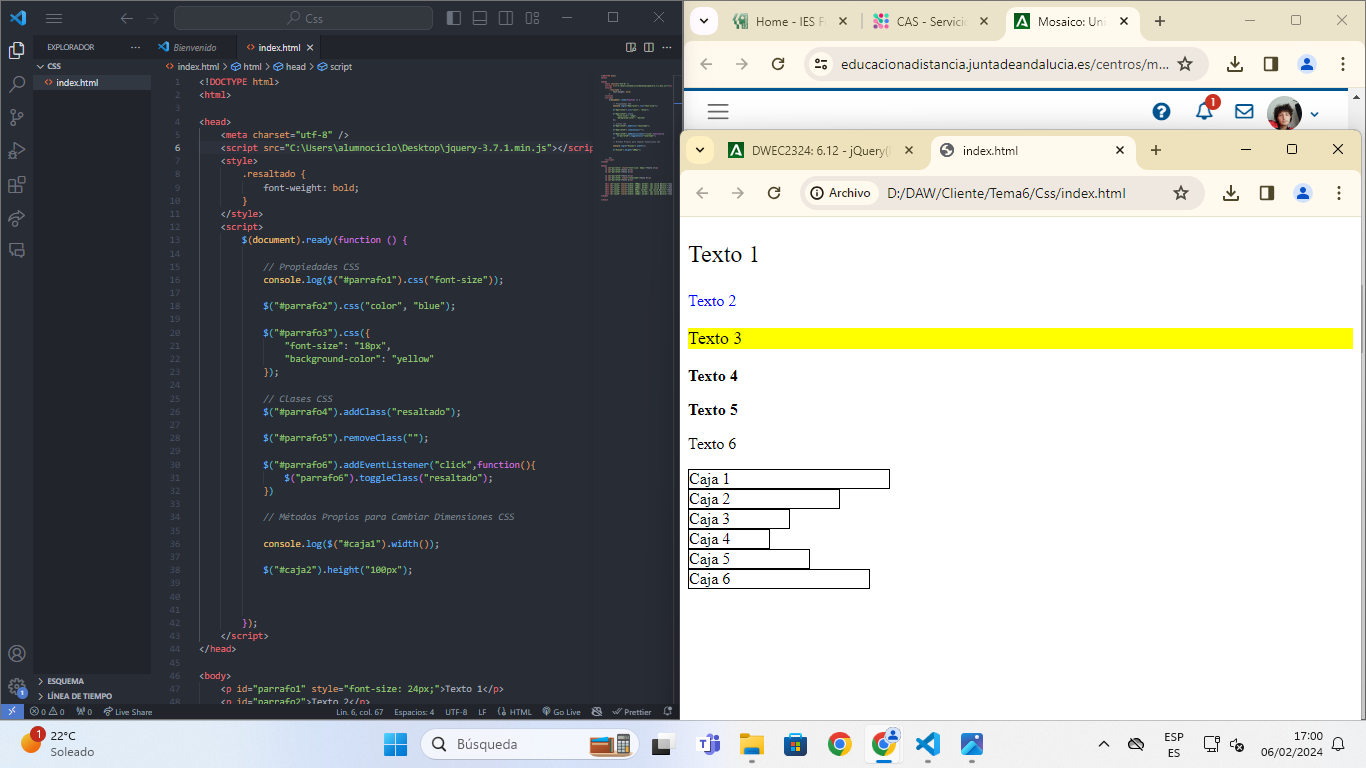 Css
EXPLORADOR
CSS
index.html
Bienvenido
index.html
index.html > html > head > script
1 <!DOCTYPE html>
2 <html>
3
4 <head>
5 <meta charset="utf-8" />
6 <script src="C:\Users\alumnociclo\Desktop\jquery-3.7.1.min.js"></scrip
7 <style>
8 .resaltado {
9 font-weight: bold;
10 }
11 </style>
12 <script>
13 $(document).ready(function () {
14
15 // Propiedades CSS
16 console.log($("#parrafo1").css("font-size"));
17
18 $("#parrafo2").css("color", "blue");
19
20 $("#parrafo3").css({
21 "font-size": "18px",
22 "background-color": "yellow"
23 });
24
25 // Clases CSS
26 $("#parrafo4").addClass("resaltado");
27
28 $("#parrafo5").removeClass("");
29
30 $("#parrafo6").addEventListener("click",function(){
31 $("parrafo6").toggleClass("resaltado");
32 })
33
34 // Métodos Propios para Cambiar Dimensiones CSS
35
36 console.log($("#caja1").width());
37
38 $("#caja2").height("100px");
39
40
41
42 });
43 </script>
44 </head>
45
46 <body>
47 <p id="parrafo1" style="font-size: 24px;">Texto 1</p>
48 <p id="parrafo2">Texto 2</p>
ESQUEMA
LÍNEA DE TIEMPO
1
0 0 0 Live Share
Lín. 6, col. 67 Espacios: 4 UTF-8 LF HTML Go Live Prettier
Home - IES F
CAS - Servicio
Mosaico: Uni
educacionadistancia.juntadeandalucia.es/centros/m...
1
DWEC2324: 6.12 - jQuery(
index.html
Archivo D:/DAW/Cliente/Tema6/Css/index.html
Texto 1
Texto 2
Texto 3
Texto 4
Texto 5
Texto 6
Caja 1
Caja 2
Caja 3
Caja 4
Caja 5
Caja 6
1
22°C
Soleado
Búsqueda
ESP
ES
17:00
06/02/2024